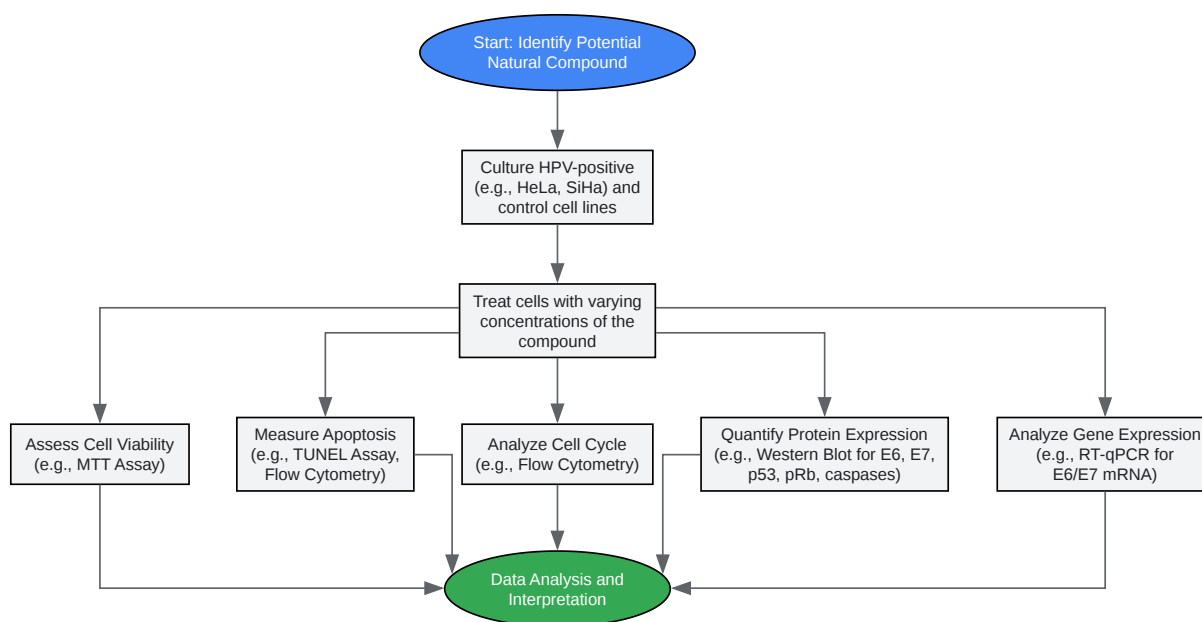 Start: Identify Potential
Natural Compound
Culture HPV-positive
(e.g., HeLa, SiHa) and
control cell lines
Treat cells with varying
concentrations of the
compound
Assess Cell Viability
(e.g., MTT Assay)
Measure Apoptosis
(e.g., TUNEL Assay,
Flow Cytometry)
Analyze Cell Cycle
(e.g., Flow Cytometry)
Quantify Protein Expression
(e.g., Western Blot for E6, E7,
p53, pRb, caspases)
Analyze Gene Expression
(e.g., RT-qPCR for
E6/E7 mRNA)
Data Analysis and
Interpretation